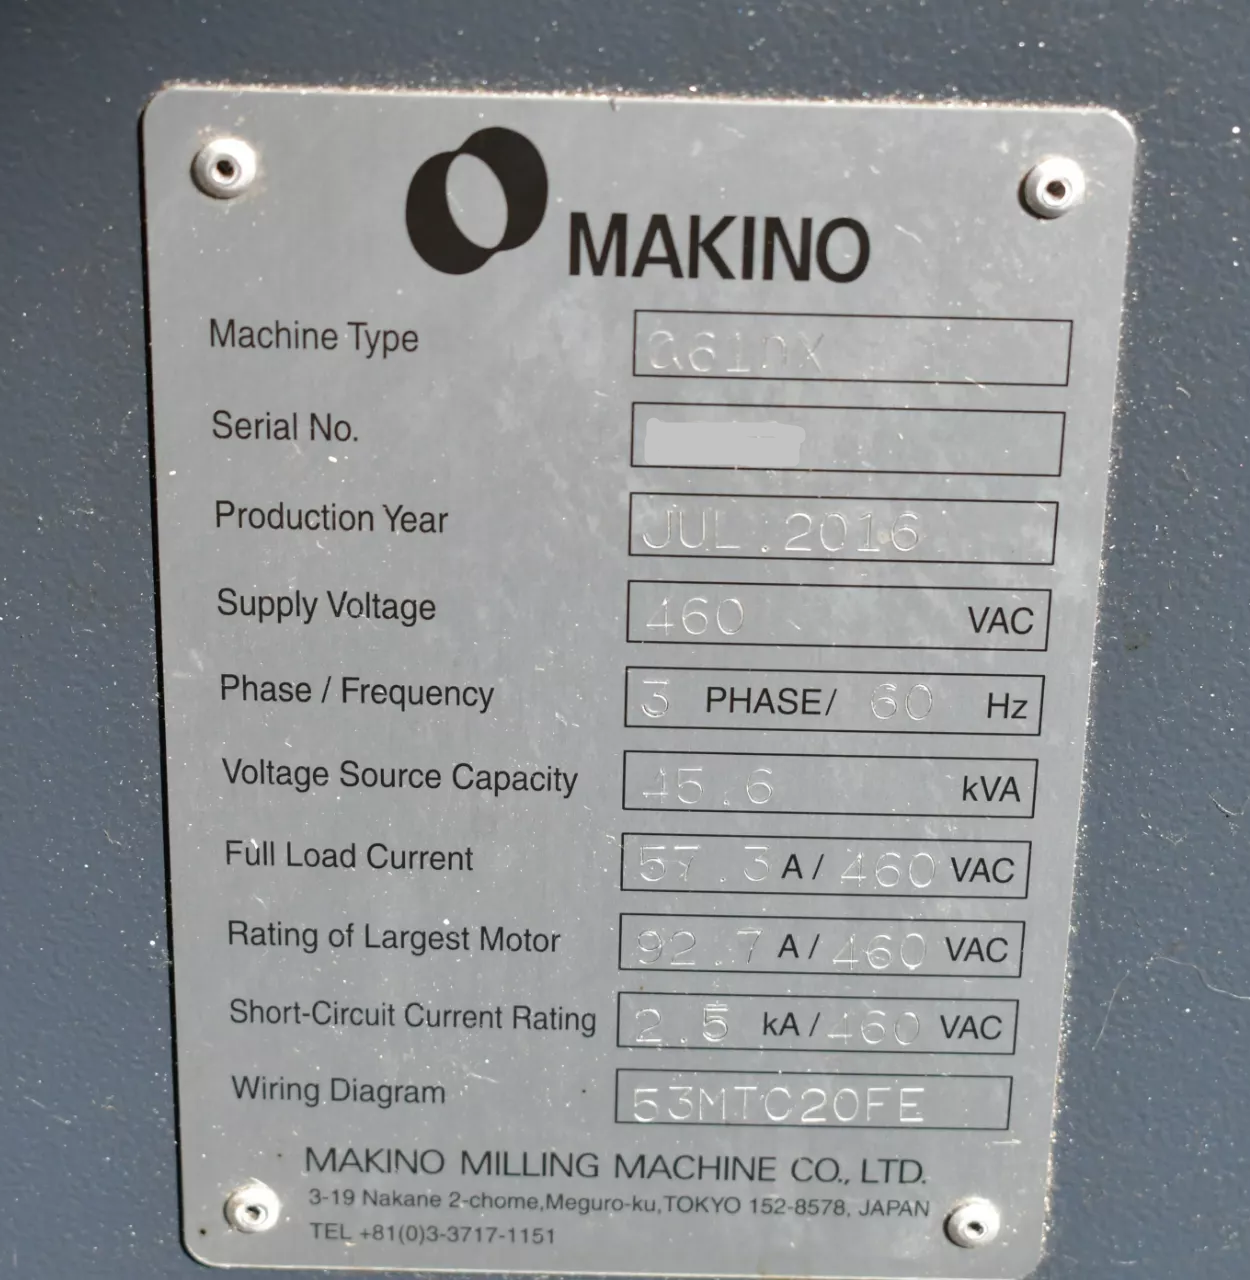 MAKINO
Machine Type
Serial No.
Production Year JUL.2016
Supply Voltage 460 VAC
Phase / Frequency 3 PHASE/ 60 Hz
Voltage Source Capacity 45.6 kVA
Full Load Current 57.3 A / 460 VAC
Rating of Largest Motor 92.7 A / 460 VAC
Short-Circuit Current Rating 2.5 kA / 460 VAC
Wiring Diagram 53MTC20FE
MAKINO MILLING MACHINE CO., LTD.
3-19 Nakane 2-chome,Meguro-ku,TOKYO 152-8578, JAPAN
TEL +81(0)3-3717-1151